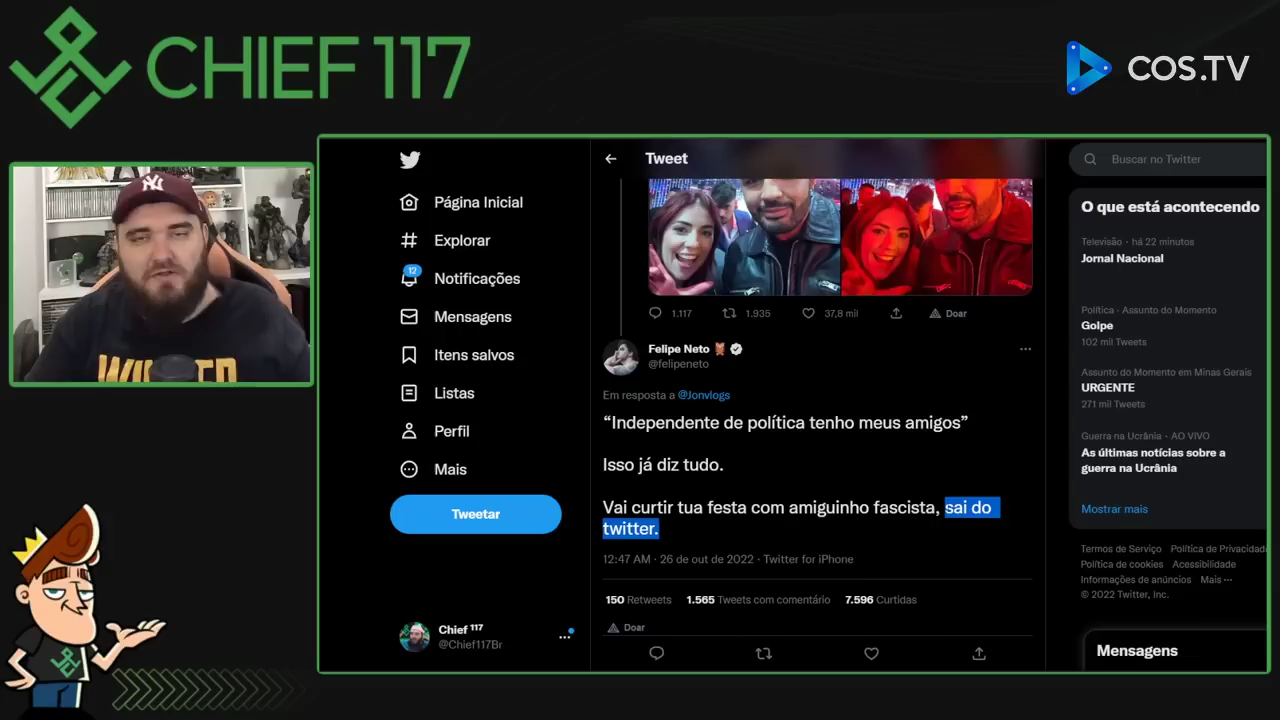 CHIEF 117
COS.TV
NY
WINTER
Página Inicial
Explorar
12
Notificações
Mensagens
Itens salvos
Listas
Perfil
Mais
Tweetar
Chief ¹¹⁷
@Chief117Br
Tweet
1.117
1.935
37,8 mil
Doar
Felipe Neto
@felipeneto
Em resposta a @Jonvlogs
“Independente de política tenho meus amigos”
Isso já diz tudo.
Vai curtir tua festa com amiguinho fascista, sai do
twitter.
12:47 AM · 26 de out de 2022 · Twitter for iPhone
150 Retweets 1.565 Tweets com comentário 7.596 Curtidas
Doar
Buscar no Twitter
O que está acontecendo
Televisão · há 22 minutos
Jornal Nacional
Política · Assunto do Momento
Golpe
102 mil Tweets
Assunto do Momento em Minas Gerais
URGENTE
271 mil Tweets
Guerra na Ucrânia · AO VIVO
As últimas notícias sobre a
guerra na Ucrânia
Mostrar mais
Termos de Serviço Política de Privacidade
Política de cookies Acessibilidade
Informações de anúncios Mais ···
© 2022 Twitter, Inc.
Mensagens